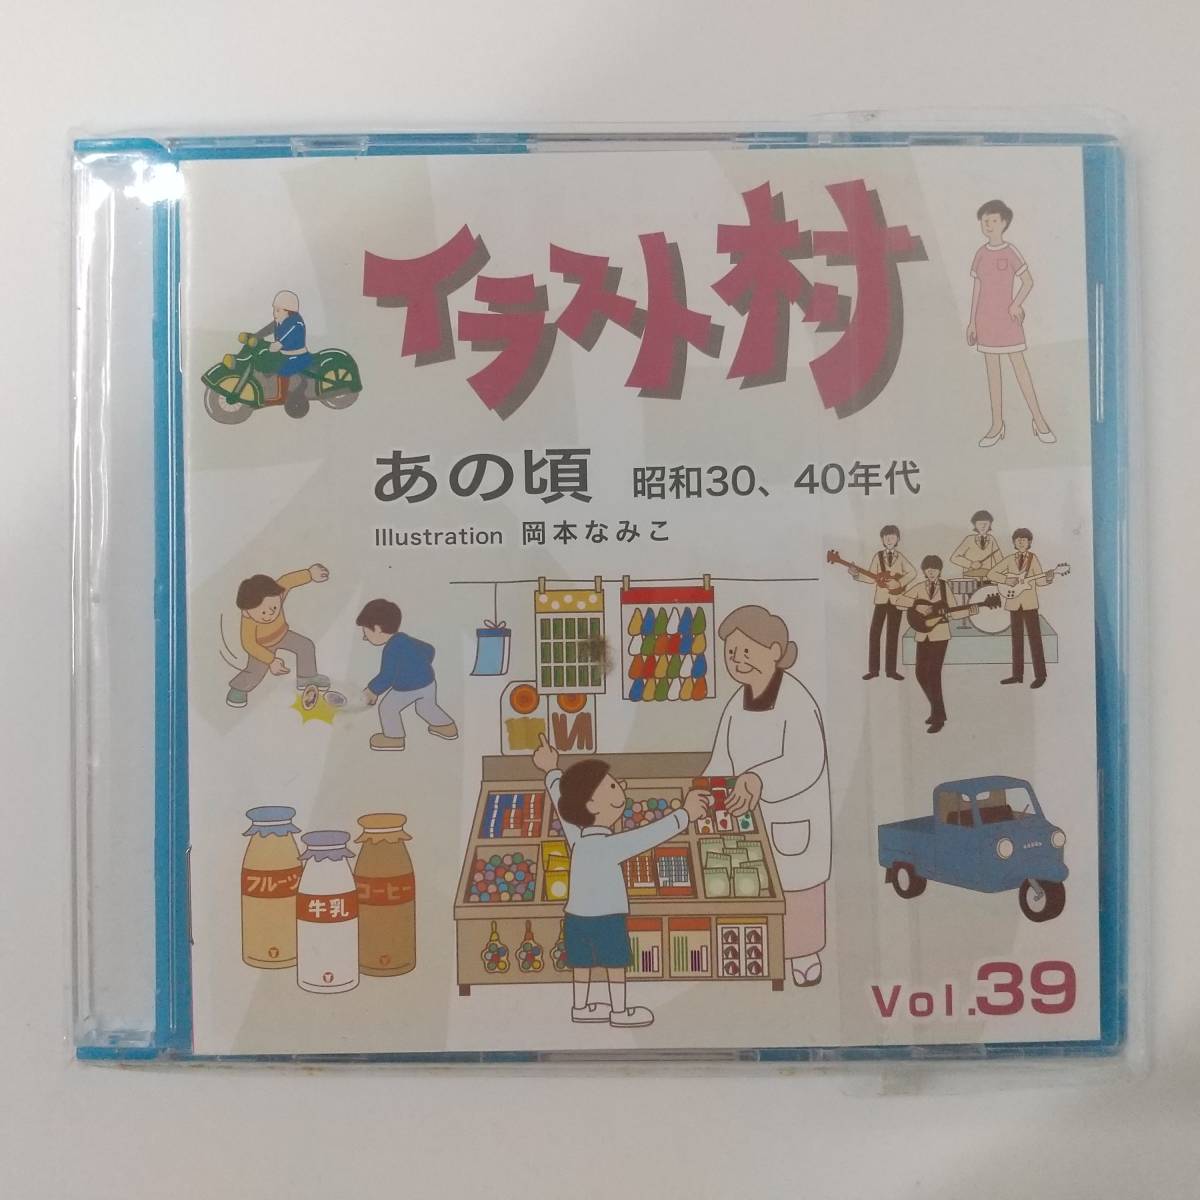 イラスト村
あの頃 昭和30、40年代
Illustration 岡本なみこ
フルーツ
牛乳
コーヒー
Vol.39